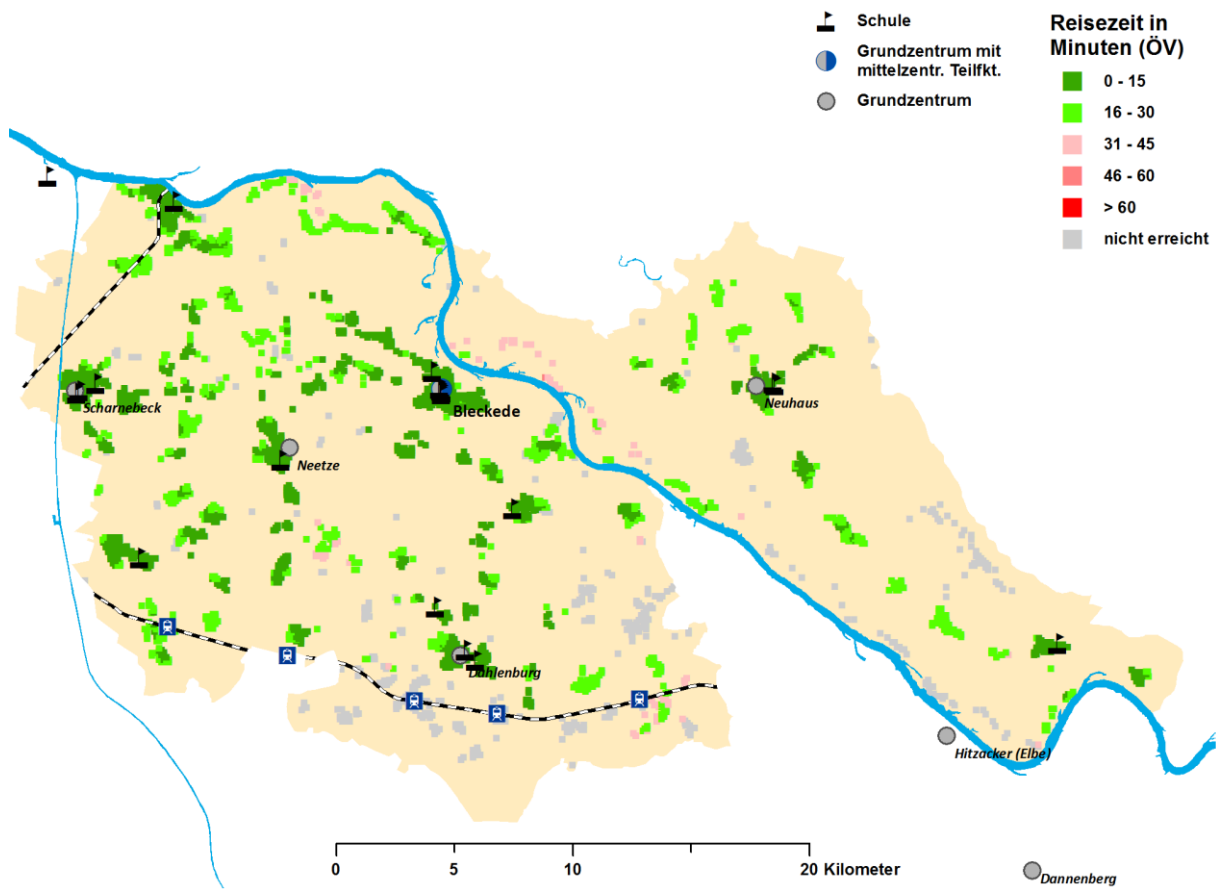 Schule
Grundzentrum mit
mittelzentr. Teilfkt.
Grundzentrum
Reisezeit in
Minuten (ÖV)
0 - 15
16 - 30
31 - 45
46 - 60
> 60
nicht erreicht
Scharnebeck
Bleckede
Neuhaus
Neetze
Dahlenburg
Hitzacker (Elbe)
0 5 10 20 Kilometer
Dannenberg